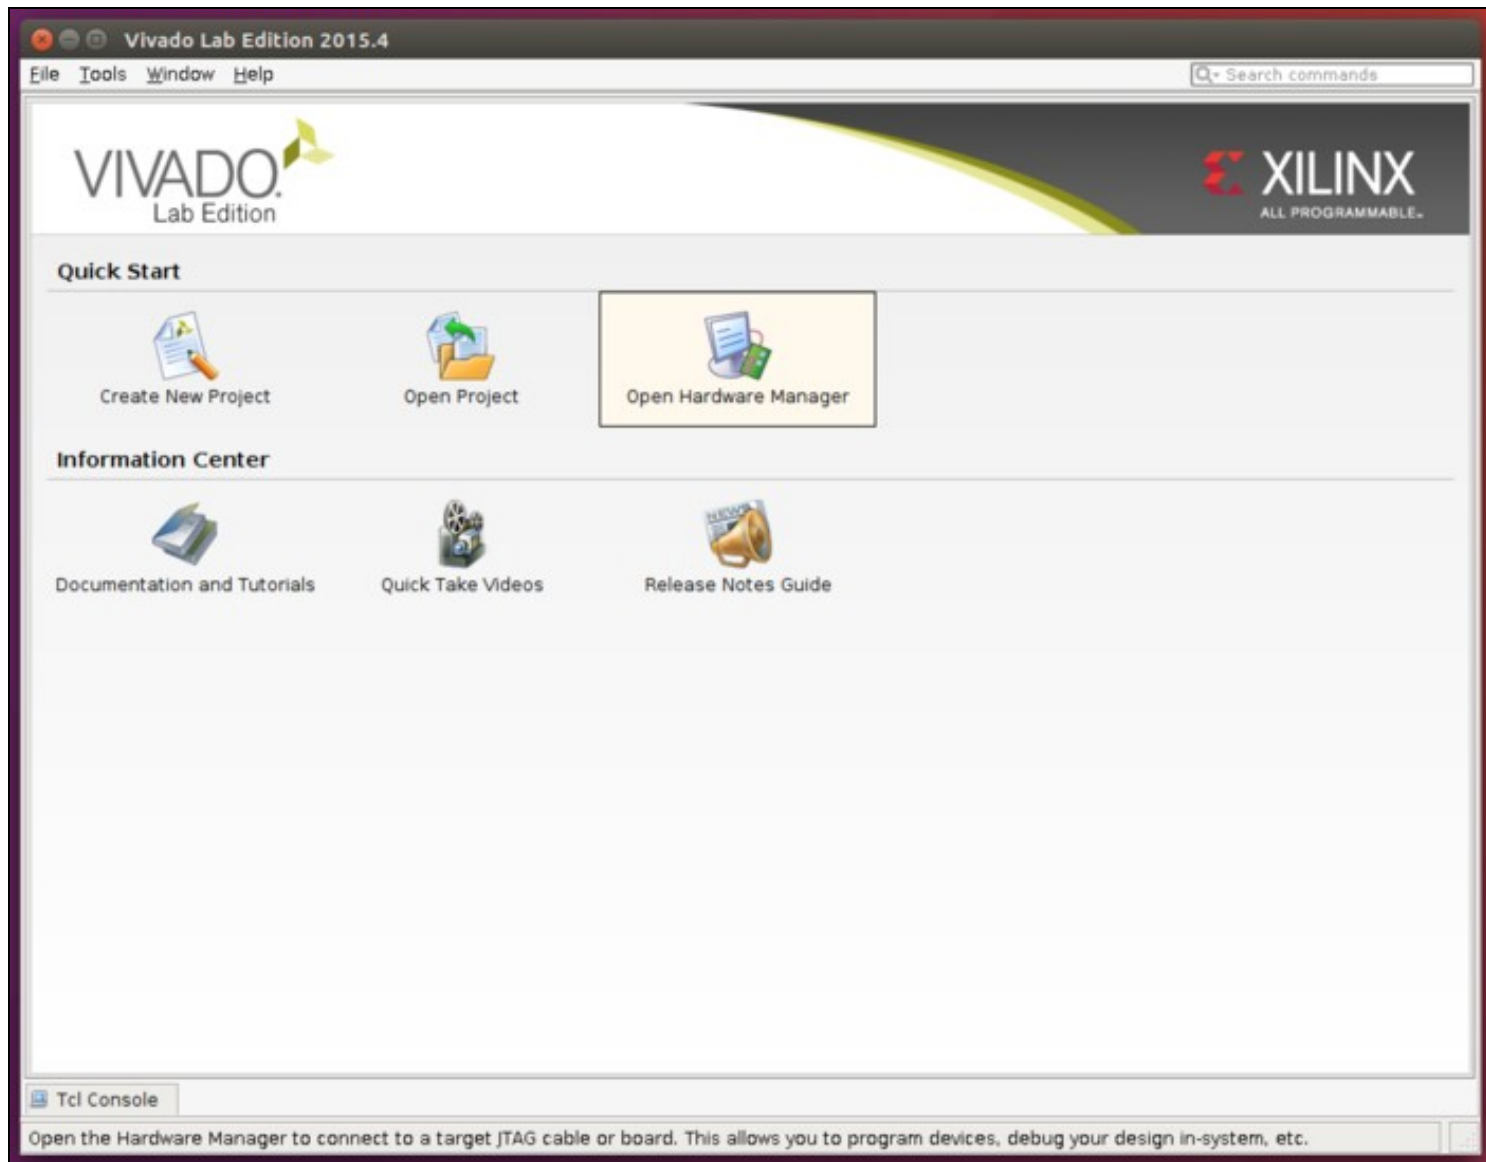 Vivado Lab Edition 2015.4
File Tools Window Help
Search commands
VIVADO.
Lab Edition
XILINX
ALL PROGRAMMABLE.
Quick Start
Create New Project
Open Project
Open Hardware Manager
Information Center
NEWS
Documentation and Tutorials
Quick Take Videos
Release Notes Guide
Tcl Console
Open the Hardware Manager to connect to a target JTAG cable or board. This allows you to program devices, debug your design in-system, etc.